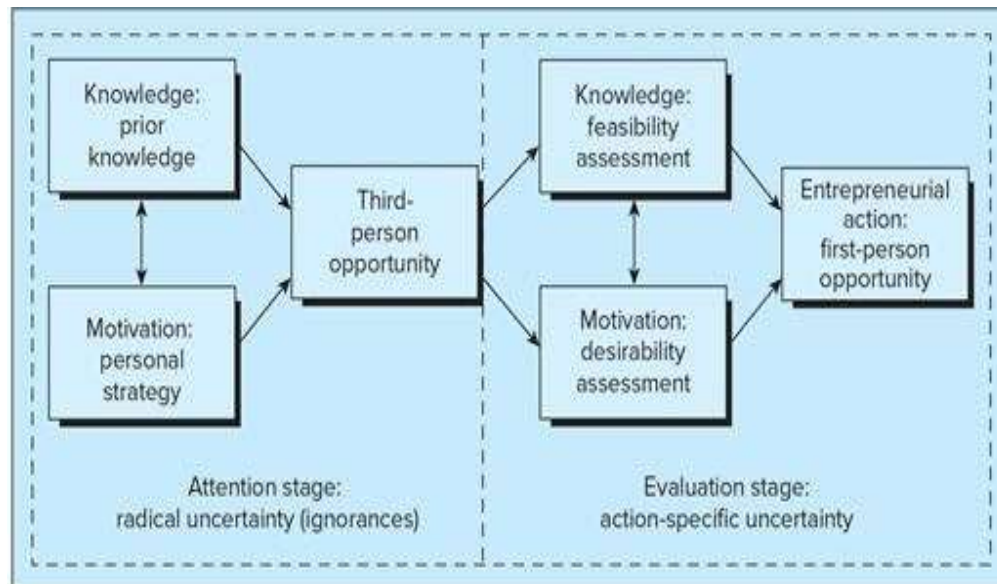 Knowledge:
prior
knowledge
Motivation:
personal
strategy
Third-
person
opportunity
Attention stage:
radical uncertainty (ignorances)
Knowledge:
feasibility
assessment
Motivation:
desirability
assessment
Entrepreneurial
action:
first-person
opportunity
Evaluation stage:
action-specific uncertainty